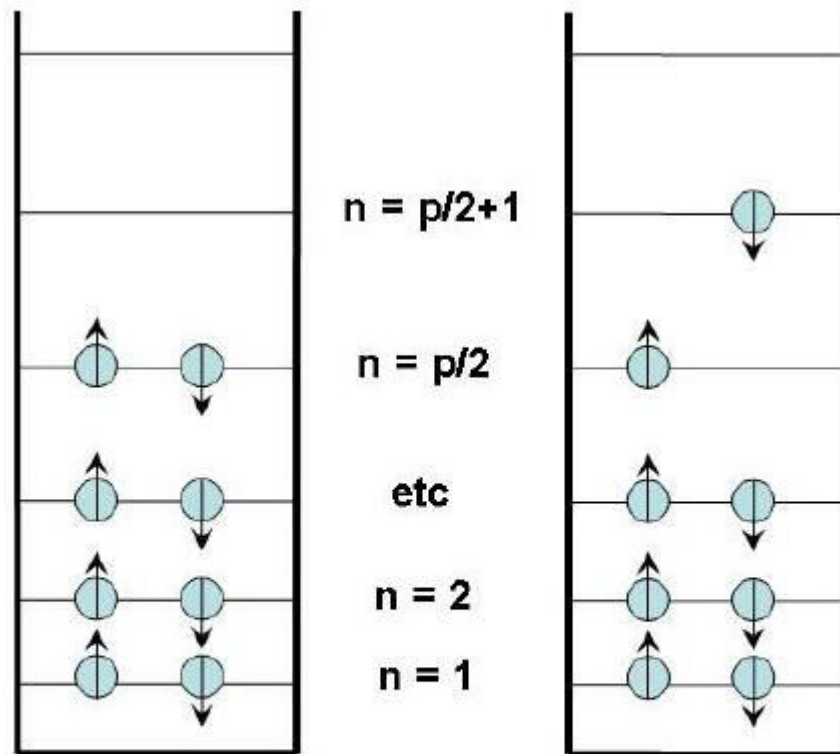 n = p/2+1
n = p/2
etc
n = 2
n = 1